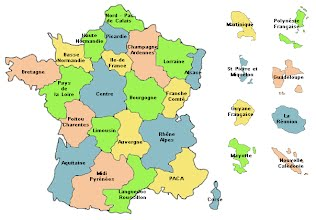 Nord - Pas
de Calais
Haute
Normandie
Picardie
Basse
Normandie
Ile-de
France
Champagne
Ardennes
Lorraine
Alsace
Bretagne
Pays
de la Loire
Centre
Bourgogne
Franche
Comté
Poitou
Charentes
Limousin
Auvergne
Rhône
Alpes
Aquitaine
Midi
Pyrénées
Languedoc
Roussillon
PACA
Corse
Martinique
Polynésie
Française
St Pierre et
Miquelon
Guadeloupe
Guyane
Française
La
Réunion
Mayotte
Nouvelle
Calédonie